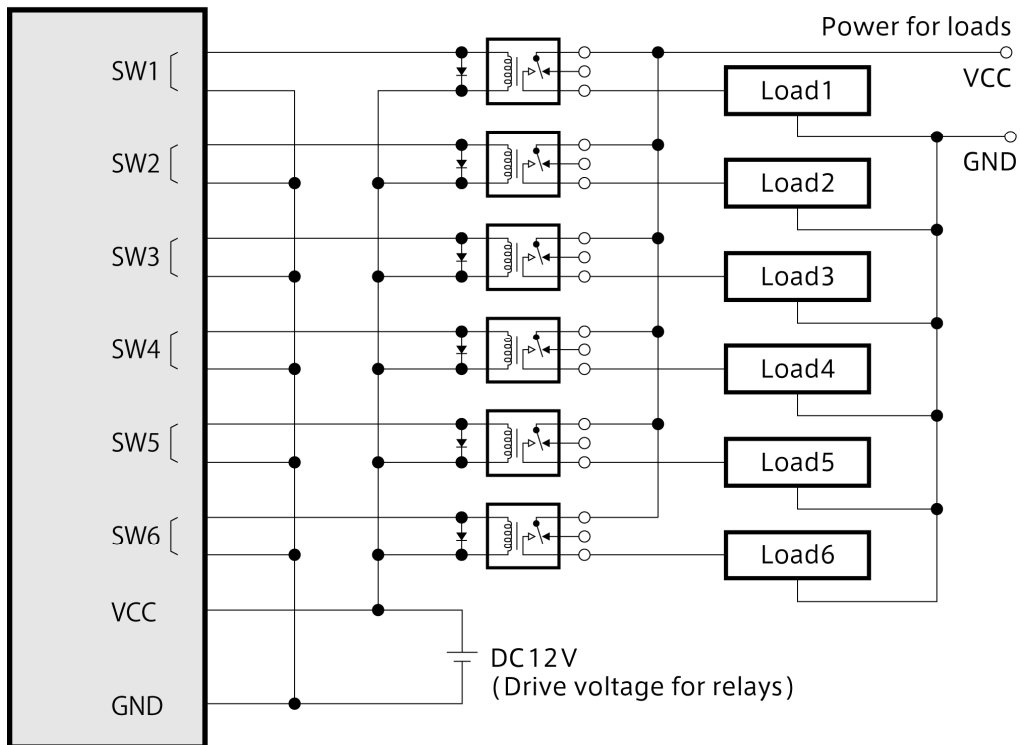 Power for loads
VCC
SW1
Load1
GND
SW2
Load2
SW3
Load3
SW4
Load4
SW5
Load5
SW6
Load6
VCC
DC12V
(Drive voltage for relays)
GND